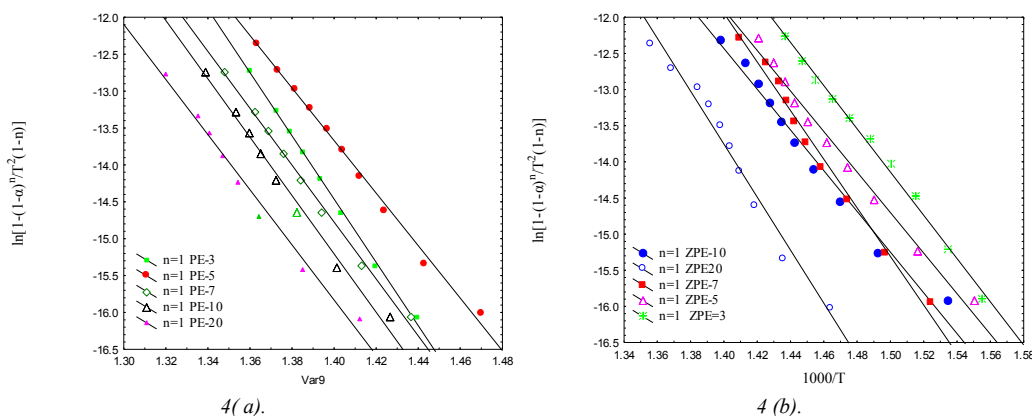 ln[1-(1-α)ⁿ/T²(1-n)]
-12.0
-12.5
-13.0
-13.5
-14.0
-14.5
-15.0
-15.5
-16.0
-16.5
n=1 PE-3
n=1 PE-5
n=1 PE-7
n=1 PE-10
n=1 PE-20
1.30 1.32 1.34 1.36 1.38 1.40 1.42 1.44 1.46 1.48
Var9
4( a).
ln[1-(1-α)ⁿ/T²(1-n)]
-12.0
-12.5
-13.0
-13.5
-14.0
-14.5
-15.0
-15.5
-16.0
-16.5
n=1 ZPE-10
n=1 ZPE20
n=1 ZPE-7
n=1 ZPE-5
n=1 ZPE=3
1.34 1.36 1.38 1.40 1.42 1.44 1.46 1.48 1.50 1.52 1.54 1.56 1.58
1000/T
4 (b).